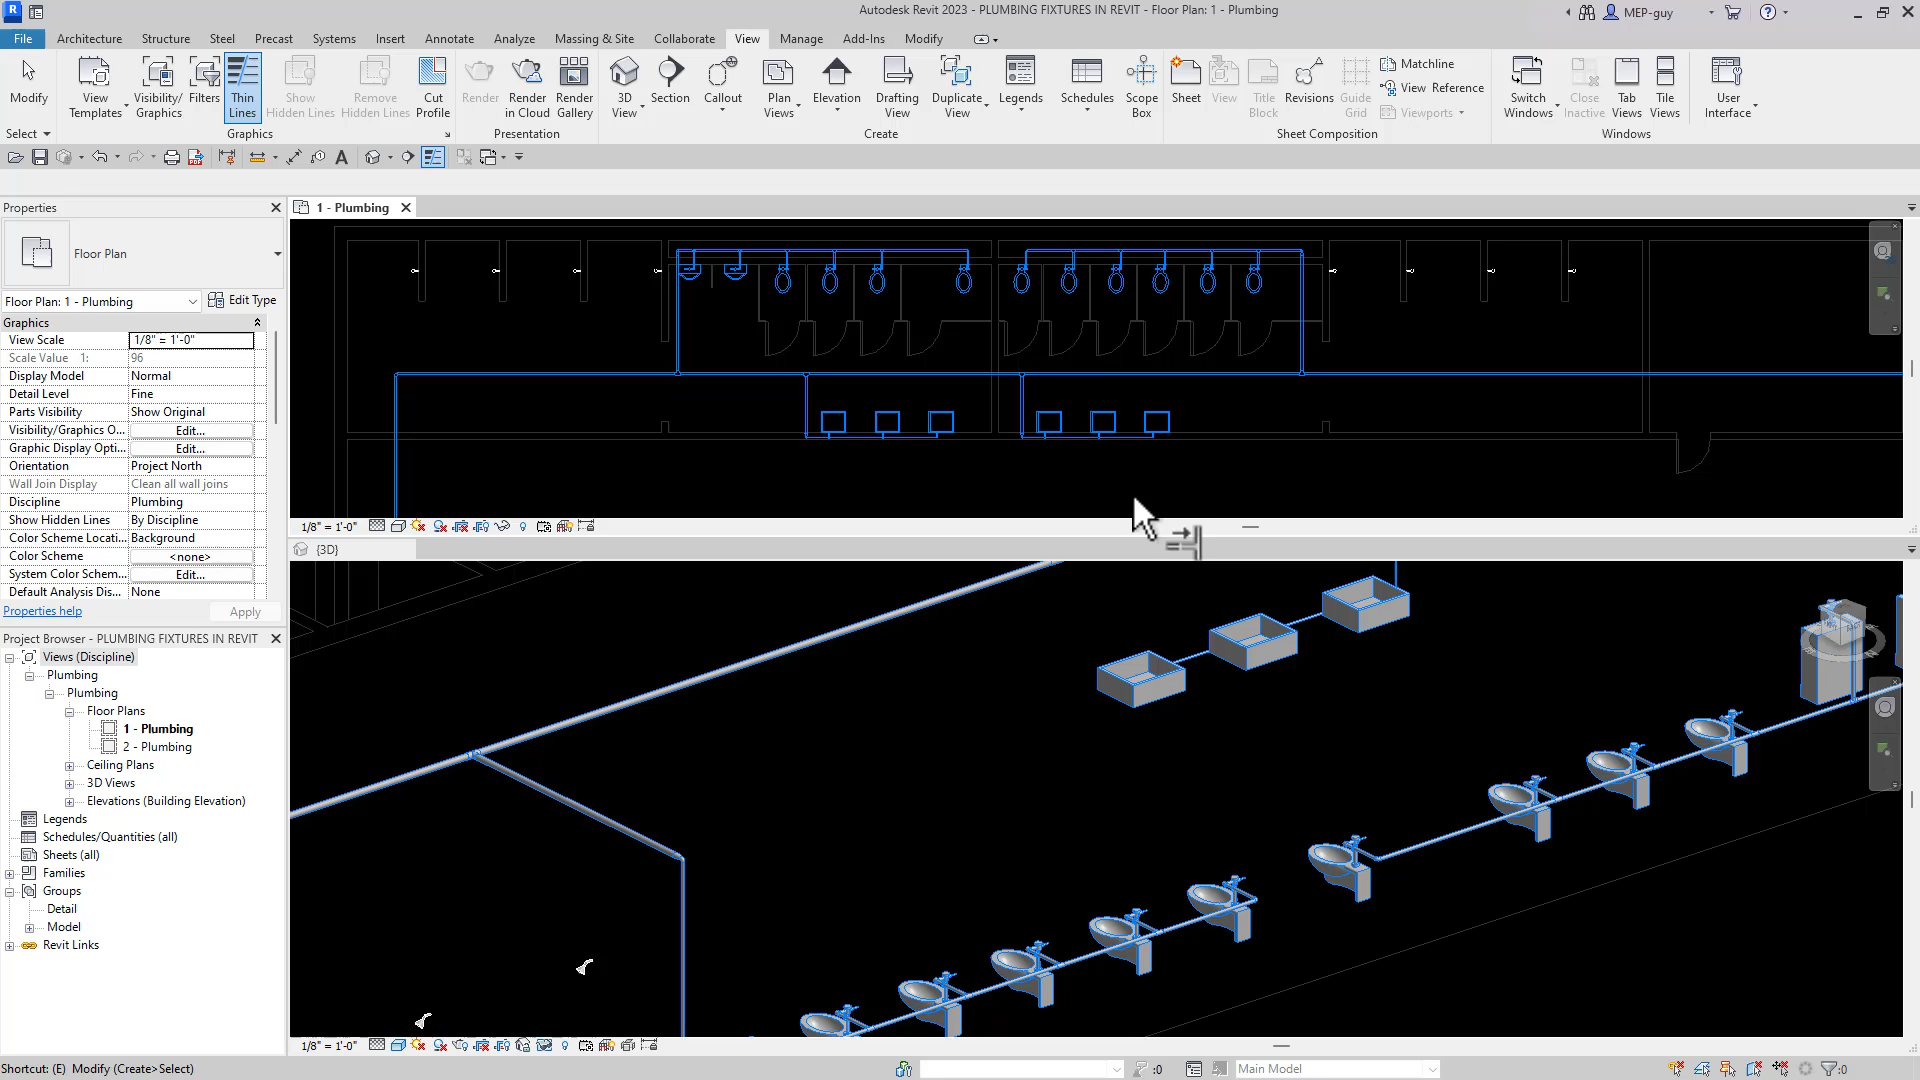 Autodesk Revit 2023 - PLUMBING FIXTURES IN REVIT - Floor Plan: 1 - Plumbing
MEP-guy
File Architecture Structure Steel Precast Systems Insert Annotate Analyze Massing & Site Collaborate View Manage Add-Ins Modify
Modify
View Templates
Visibility/ Graphics
Filters
Thin Lines
Show Hidden Lines
Remove Hidden Lines
Cut Profile
Render
Render in Cloud
Render Gallery
3D View
Section
Callout
Plan Views
Elevation
Drafting View
Duplicate View
Legends
Schedules
Scope Box
Sheet
View
Title Block
Revisions
Guide Grid
Matchline
View Reference
Viewports
Switch Windows
Close Inactive
Tab Views
Tile Views
User Interface
Select Graphics Presentation Create Sheet Composition Windows
Properties
1 - Plumbing
Floor Plan
Floor Plan: 1 - Plumbing Edit Type
Graphics
View Scale 1/8" = 1'-0"
Scale Value 1: 96
Display Model Normal
Detail Level Fine
Parts Visibility Show Original
Visibility/Graphics O... Edit...
Graphic Display Opti... Edit...
Orientation Project North
Wall Join Display Clean all wall joins
Discipline Plumbing
Show Hidden Lines By Discipline
Color Scheme Locati... Background
Color Scheme <none>
System Color Schem... Edit...
Default Analysis Dis... None
Properties help Apply
1/8" = 1'-0"
{3D}
Project Browser - PLUMBING FIXTURES IN REVIT
Views (Discipline)
Plumbing
Plumbing
Floor Plans
1 - Plumbing
2 - Plumbing
Ceiling Plans
3D Views
Elevations (Building Elevation)
Legends
Schedules/Quantities (all)
Sheets (all)
Families
Groups
Detail
Model
Revit Links
1/8" = 1'-0"
Shortcut: (E) Modify (Create>Select)
:0
Main Model
:0